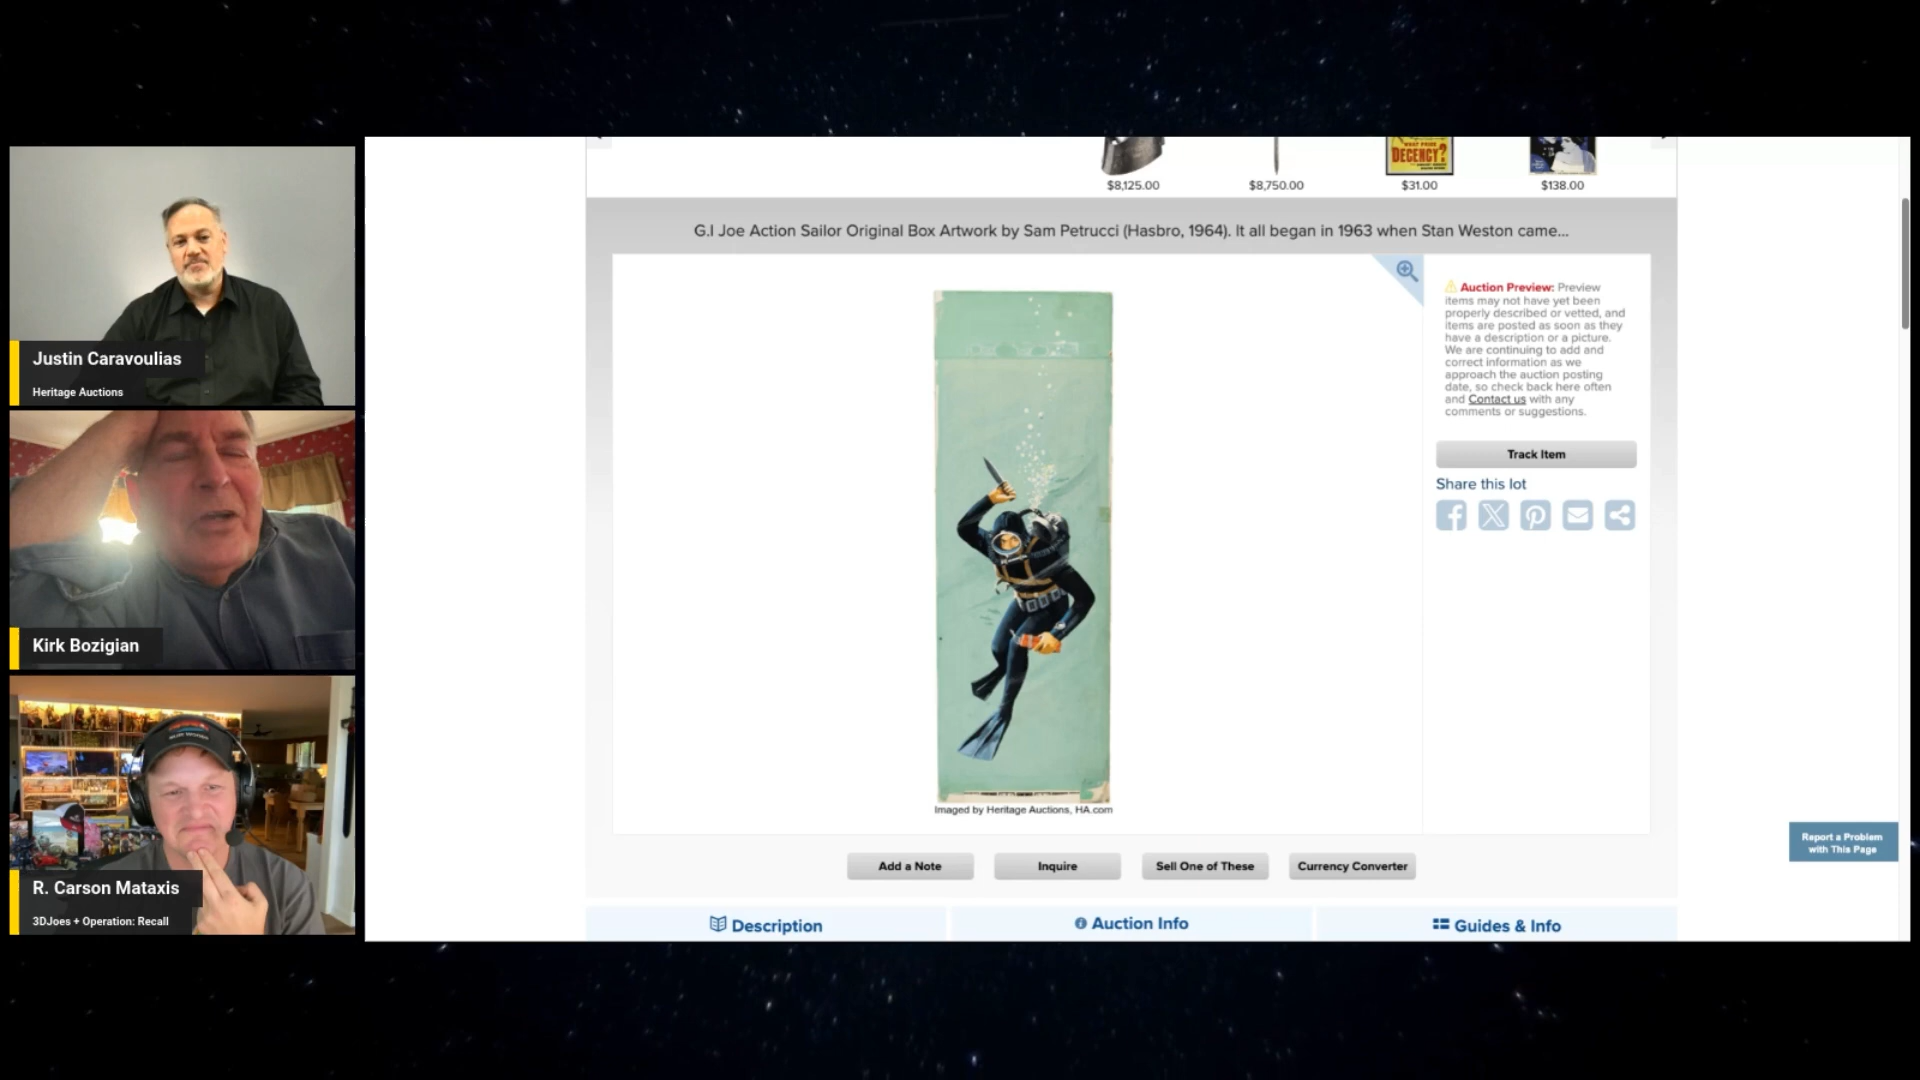 Justin Caravoulias
Heritage Auctions
Kirk Bozigian
R. Carson Mataxis
3DJoes + Operation: Recall
WHAT PRICE
DECENCY?
$8,125.00
$8,750.00
$31.00
$138.00
G.I Joe Action Sailor Original Box Artwork by Sam Petrucci (Hasbro, 1964). It all began in 1963 when Stan Weston came...
Auction Preview: Preview
items may not have yet been
properly described or vetted, and
items are posted as soon as they
have a description or a picture.
We are continuing to add and
correct information as we
approach the auction posting
date, so check back here often
and Contact us with any
comments or suggestions.
Track Item
Share this lot
Imaged by Heritage Auctions, HA.com
Add a Note
Inquire
Sell One of These
Currency Converter
Report a Problem
with This Page
Description
Auction Info
Guides & Info